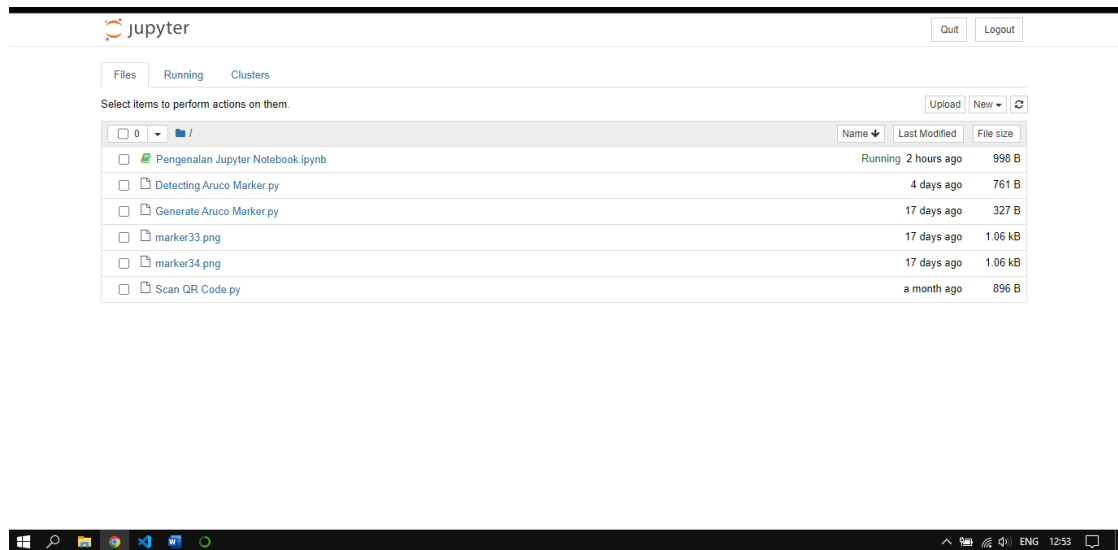 jupyter Quit Logout
Files Running Clusters
Select items to perform actions on them. Upload New
0 / Name Last Modified File size
Pengenalan Jupyter Notebook.ipynb Running 2 hours ago 998 B
Detecting Aruco Marker.py 4 days ago 761 B
Generate Aruco Marker.py 17 days ago 327 B
marker33.png 17 days ago 1.06 kB
marker34.png 17 days ago 1.06 kB
Scan QR Code.py a month ago 896 B
ENG 12:53